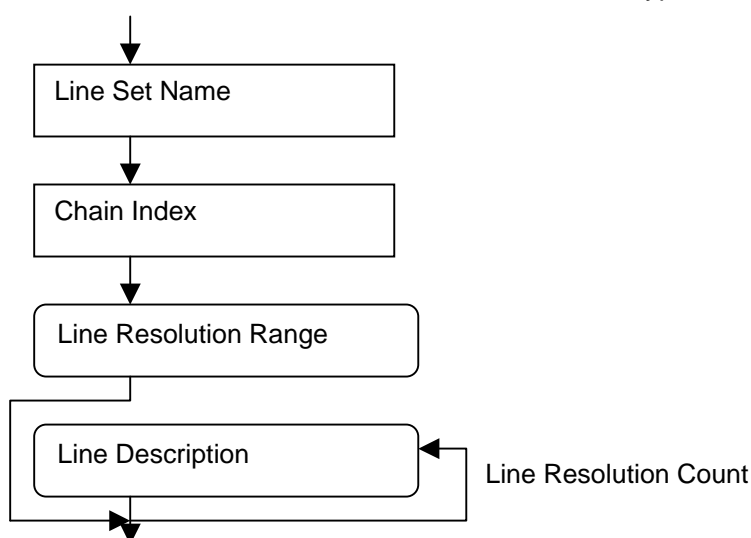 Line Set Name
Chain Index
Line Resolution Range
Line Description
Line Resolution Count